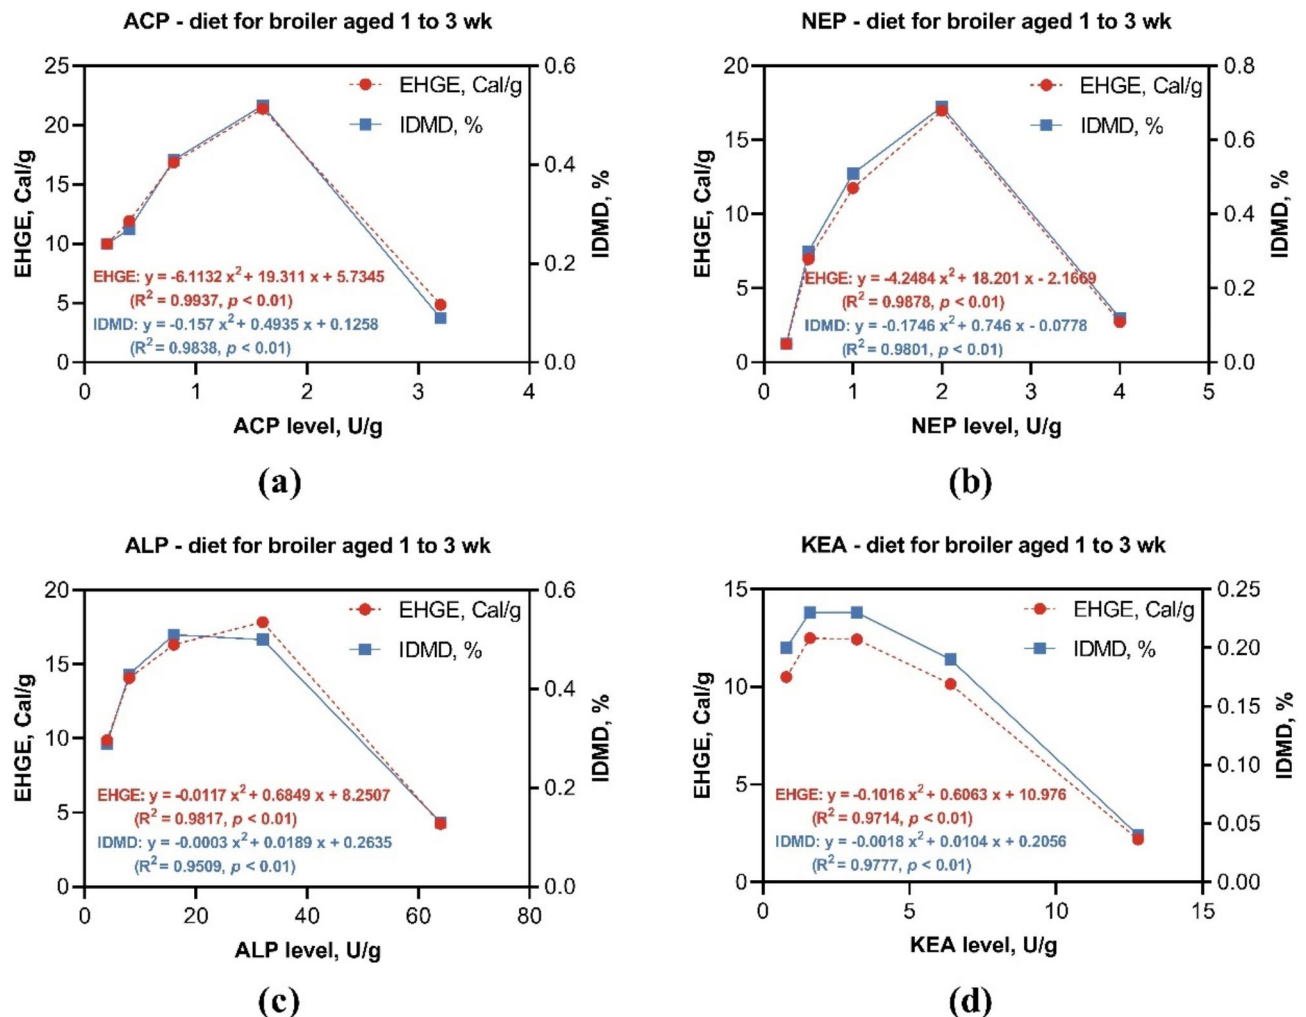 ACP - diet for broiler aged 1 to 3 wk
25
20
15
10
5
0
EHGE, Cal/g
0.6
0.4
0.2
0.0
IDMD, %
EHGE, Cal/g
IDMD, %
EHGE: y = -6.1132 x² + 19.311 x + 5.7345
(R² = 0.9937, p < 0.01)
IDMD: y = -0.157 x² + 0.4935 x + 0.1258
(R² = 0.9838, p < 0.01)
0 1 2 3 4
ACP level, U/g
(a)
NEP - diet for broiler aged 1 to 3 wk
20
15
10
5
0
EHGE, Cal/g
0.8
0.6
0.4
0.2
0.0
IDMD, %
EHGE, Cal/g
IDMD, %
EHGE: y = -4.2484 x² + 18.201 x - 2.1669
(R² = 0.9878, p < 0.01)
IDMD: y = -0.1746 x² + 0.746 x - 0.0778
(R² = 0.9801, p < 0.01)
0 1 2 3 4 5
NEP level, U/g
(b)
ALP - diet for broiler aged 1 to 3 wk
20
15
10
5
0
EHGE, Cal/g
0.6
0.4
0.2
0.0
IDMD, %
EHGE, Cal/g
IDMD, %
EHGE: y = -0.0117 x² + 0.6849 x + 8.2507
(R² = 0.9817, p < 0.01)
IDMD: y = -0.0003 x² + 0.0189 x + 0.2635
(R² = 0.9509, p < 0.01)
0 20 40 60 80
ALP level, U/g
(c)
KEA - diet for broiler aged 1 to 3 wk
15
10
5
0
EHGE, Cal/g
0.25
0.20
0.15
0.10
0.05
0.00
IDMD, %
EHGE, Cal/g
IDMD, %
EHGE: y = -0.1016 x² + 0.6063 x + 10.976
(R² = 0.9714, p < 0.01)
IDMD: y = -0.0018 x² + 0.0104 x + 0.2056
(R² = 0.9777, p < 0.01)
0 5 10 15
KEA level, U/g
(d)